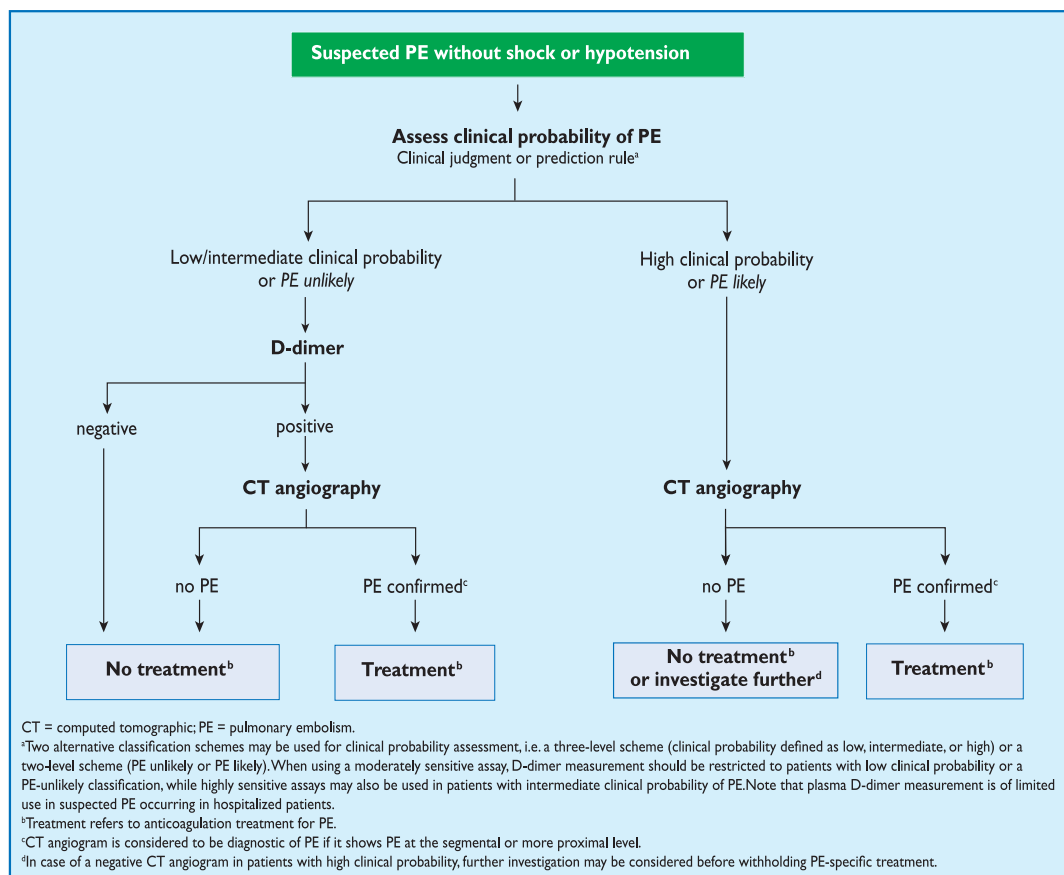 Suspected PE without shock or hypotension
Assess clinical probability of PE
Clinical judgment or prediction ruleᵃ
Low/intermediate clinical probability
or PE unlikely
High clinical probability
or PE likely
D-dimer
negative
positive
CT angiography
CT angiography
no PE
PE confirmedᶜ
no PE
PE confirmedᶜ
No treatmentᵇ
Treatmentᵇ
No treatmentᵇ
or investigate furtherᵈ
Treatmentᵇ
CT = computed tomographic; PE = pulmonary embolism.
ᵃTwo alternative classification schemes may be used for clinical probability assessment, i.e. a three-level scheme (clinical probability defined as low, intermediate, or high) or a
two-level scheme (PE unlikely or PE likely). When using a moderately sensitive assay, D-dimer measurement should be restricted to patients with low clinical probability or a
PE-unlikely classification, while highly sensitive assays may also be used in patients with intermediate clinical probability of PE. Note that plasma D-dimer measurement is of limited
use in suspected PE occurring in hospitalized patients.
ᵇTreatment refers to anticoagulation treatment for PE.
ᶜCT angiogram is considered to be diagnostic of PE if it shows PE at the segmental or more proximal level.
ᵈIn case of a negative CT angiogram in patients with high clinical probability, further investigation may be considered before withholding PE-specific treatment.